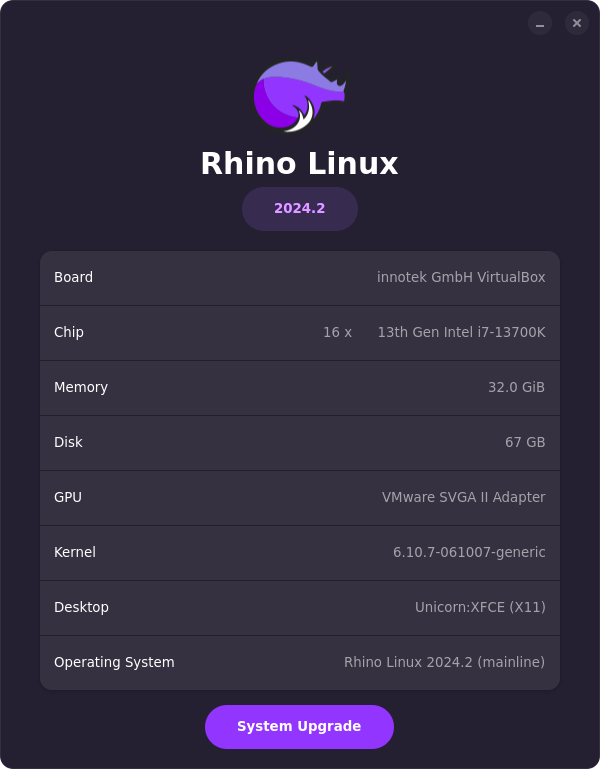 Rhino Linux
2024.2
Board innotek GmbH VirtualBox
Chip 16 x 13th Gen Intel i7-13700K
Memory 32.0 GiB
Disk 67 GB
GPU VMware SVGA II Adapter
Kernel 6.10.7-061007-generic
Desktop Unicorn:XFCE (X11)
Operating System Rhino Linux 2024.2 (mainline)
System Upgrade